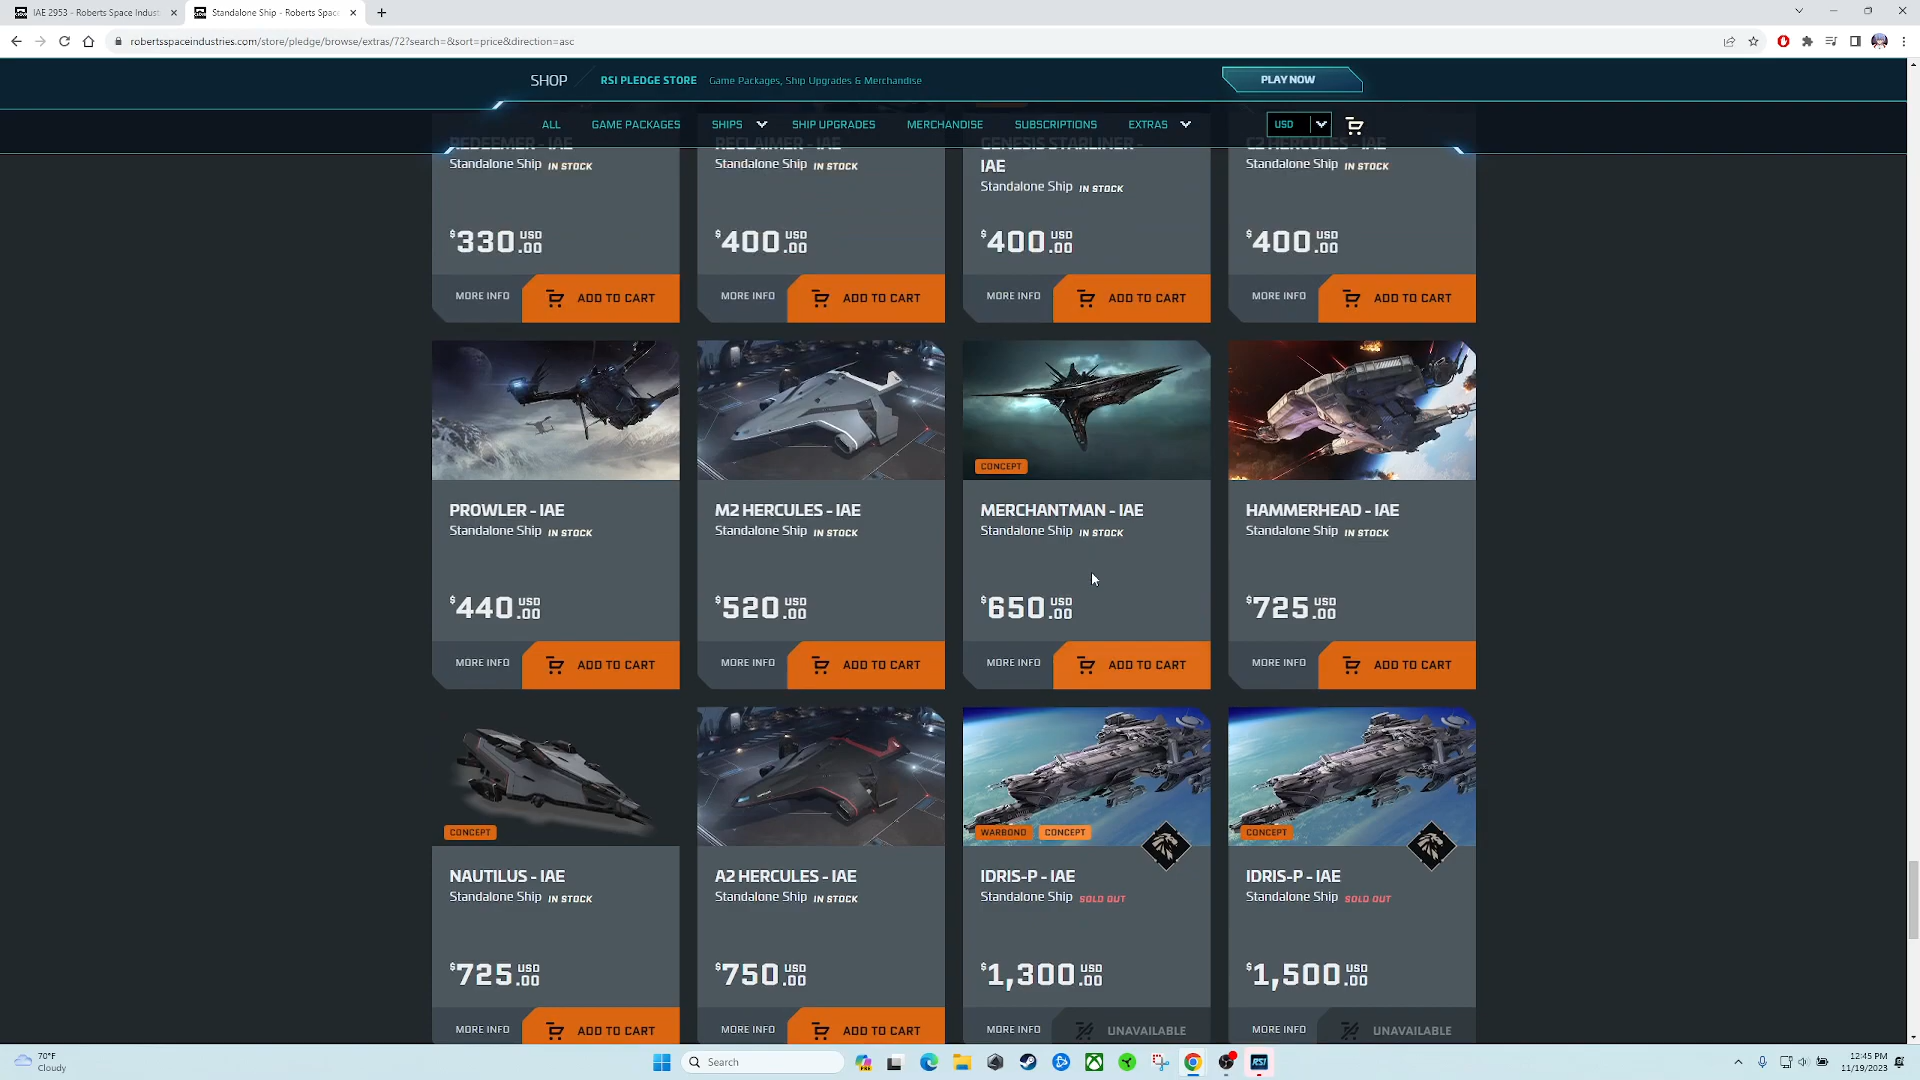 IAE 2953 - Roberts Space Indust
Standalone Ship - Roberts Space
robertsspaceindustries.com/store/pledge/browse/extras/72?search=&sort=price&direction=asc
SHOP
RSI PLEDGE STORE
Game Packages, Ship Upgrades & Merchandise
PLAY NOW
ALL
GAME PACKAGES
SHIPS
SHIP UPGRADES
MERCHANDISE
SUBSCRIPTIONS
EXTRAS
USD
REDEEMER - IAE
Standalone Ship IN STOCK
$330 USD .00
MORE INFO
ADD TO CART
RECLAIMER - IAE
Standalone Ship IN STOCK
$400 USD .00
MORE INFO
ADD TO CART
GENESIS STARLINER -
IAE
Standalone Ship IN STOCK
$400 USD .00
MORE INFO
ADD TO CART
C2 HERCULES - IAE
Standalone Ship IN STOCK
$400 USD .00
MORE INFO
ADD TO CART
PROWLER - IAE
Standalone Ship IN STOCK
$440 USD .00
MORE INFO
ADD TO CART
M2 HERCULES - IAE
Standalone Ship IN STOCK
$520 USD .00
MORE INFO
ADD TO CART
CONCEPT
MERCHANTMAN - IAE
Standalone Ship IN STOCK
$650 USD .00
MORE INFO
ADD TO CART
HAMMERHEAD - IAE
Standalone Ship IN STOCK
$725 USD .00
MORE INFO
ADD TO CART
CONCEPT
NAUTILUS - IAE
Standalone Ship IN STOCK
$725 USD .00
MORE INFO
ADD TO CART
A2 HERCULES - IAE
Standalone Ship IN STOCK
$750 USD .00
MORE INFO
ADD TO CART
WARBOND CONCEPT
IDRIS-P - IAE
Standalone Ship SOLD OUT
$1,300 USD .00
MORE INFO
UNAVAILABLE
CONCEPT
IDRIS-P - IAE
Standalone Ship SOLD OUT
$1,500 USD .00
MORE INFO
UNAVAILABLE
70°F
Cloudy
Search
RSI
12:45 PM
11/19/2023